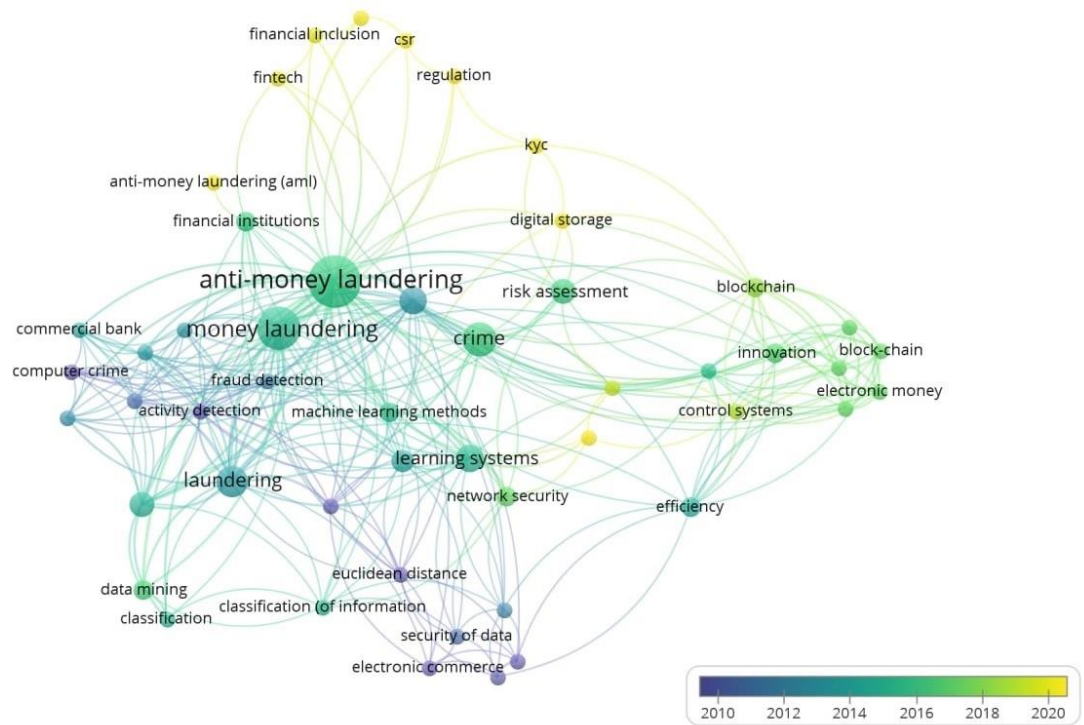 financial inclusion
csr
fintech
regulation
kyc
anti-money laundering (aml)
financial institutions
digital storage
anti-money laundering
risk assessment
blockchain
commercial bank
money laundering
crime
innovation
block-chain
computer crime
fraud detection
electronic money
activity detection
machine learning methods
control systems
learning systems
laundering
network security
efficiency
euclidean distance
data mining
classification (of information
classification
security of data
electronic commerce
2010 2012 2014 2016 2018 2020